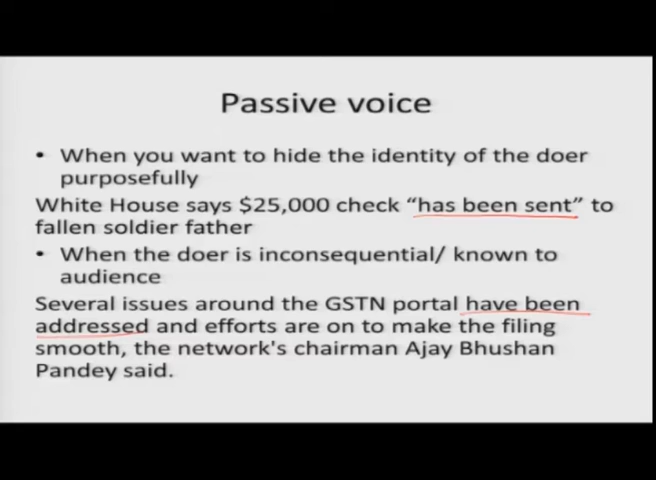 Passive voice
• When you want to hide the identity of the doer
purposefully
White House says $25,000 check “has been sent” to
fallen soldier father
• When the doer is inconsequential/ known to
audience
Several issues around the GSTN portal have been
addressed and efforts are on to make the filing
smooth, the network's chairman Ajay Bhushan
Pandey said.